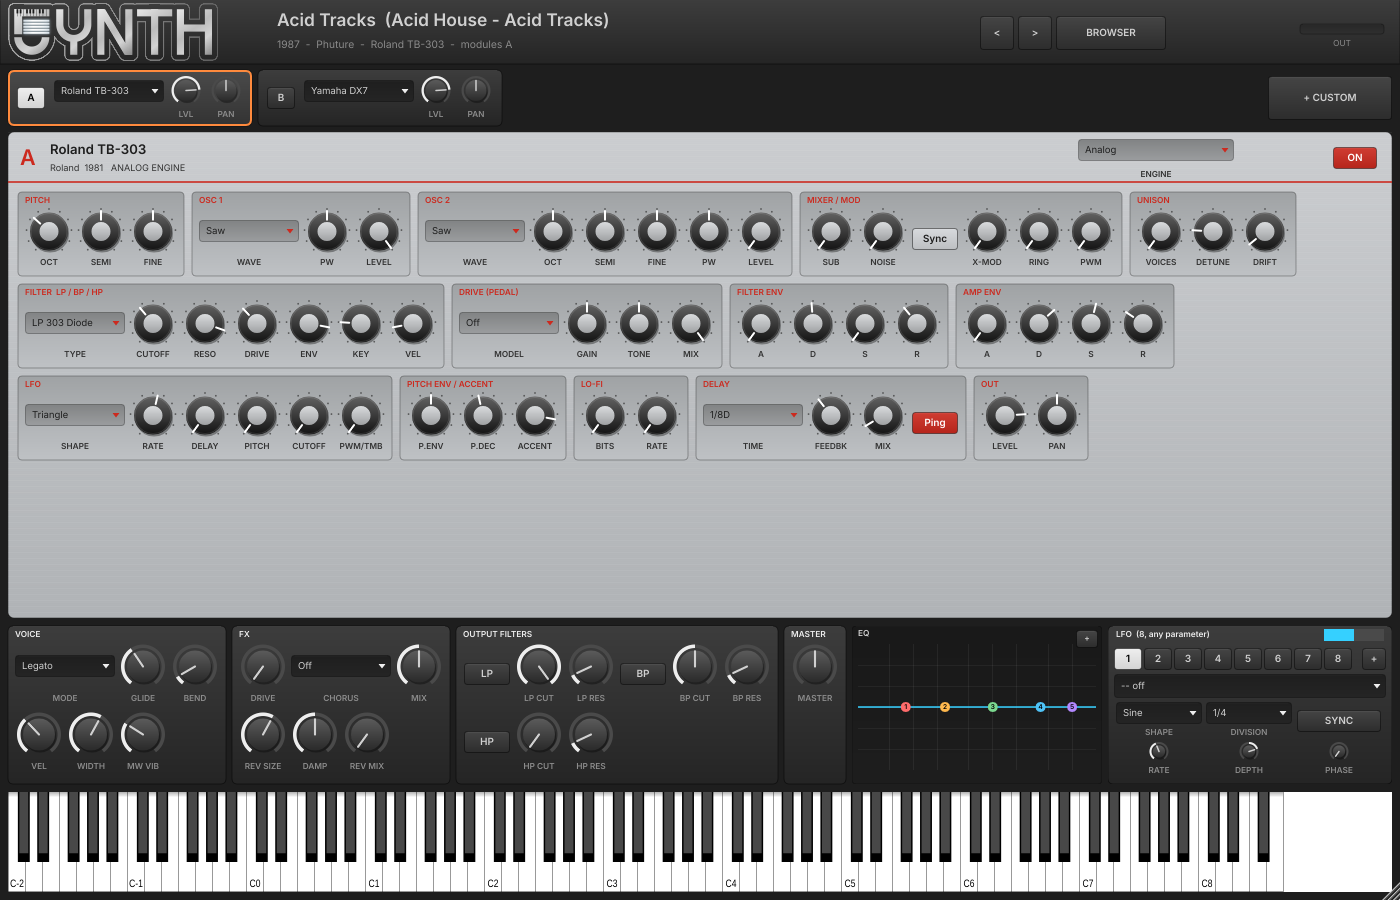 SYNTH
Acid Tracks (Acid House - Acid Tracks)
1987 - Phuture - Roland TB-303 - modules A
< > BROWSER
OUT
A Roland TB-303 LVL PAN
B Yamaha DX7 LVL PAN
+ CUSTOM
A Roland TB-303
Roland 1981 ANALOG ENGINE
Analog
ENGINE
ON
PITCH
OCT SEMI FINE
OSC 1
Saw
WAVE PW LEVEL
OSC 2
Saw
WAVE OCT SEMI FINE PW LEVEL
MIXER / MOD
Sync
SUB NOISE X-MOD RING PWM
UNISON
VOICES DETUNE DRIFT
FILTER LP / BP / HP
LP 303 Diode
TYPE CUTOFF RESO DRIVE ENV KEY VEL
DRIVE (PEDAL)
Off
MODEL GAIN TONE MIX
FILTER ENV
A D S R
AMP ENV
A D S R
LFO
Triangle
SHAPE RATE DELAY PITCH CUTOFF PWM/TMB
PITCH ENV / ACCENT
P.ENV P.DEC ACCENT
LO-FI
BITS RATE
DELAY
1/8D
Ping
TIME FEEDBK MIX
OUT
LEVEL PAN
VOICE
Legato
MODE GLIDE BEND
VEL WIDTH MW VIB
FX
Off
DRIVE CHORUS MIX
REV SIZE DAMP REV MIX
OUTPUT FILTERS
LP BP
LP CUT LP RES BP CUT BP RES
HP
HP CUT HP RES
MASTER
MASTER
EQ +
1 2 3 4 5
LFO (8, any parameter)
1 2 3 4 5 6 7 8 +
-- off
Sine 1/4 SYNC
SHAPE DIVISION
RATE DEPTH PHASE
C-2 C-1 C0 C1 C2 C3 C4 C5 C6 C7 C8